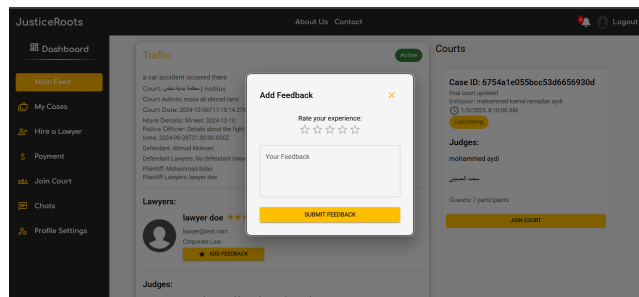 JusticeRoots
About Us Contact
Logout
Dashboard
Main Feed
My Cases
Hire a Lawyer
Payment
Join Court
Chats
Profile Settings
Traffic
Active
a car accident occered there
Court: محكمة بداية نابلس | nablus
Court Admin: moss ali ahmad rami
Court Date: 2024-12-06T17:15:14.276
More Details: Street: 2024-12-10
Police Officer: Details about the fight
time: 2024-09-28T21:00:00.000Z
Defendant: Ahmad Mohsen
Defendant Lawyers: No defendant lawye
Plaintiff: Mohammad Edan
Plaintiff Lawyers: lawyer doe
Lawyers:
lawyer doe
lawyer@test.com
Corporate Law
ADD FEEDBACK
Judges:
Add Feedback
×
Rate your experience:
Your Feedback
SUBMIT FEEDBACK
Courts
Case ID: 6754a1e055bcc53d6656930d
final court updated
Initiator: mohammed kamal ramadan aydi
1/5/2025, 8:10:00 AM
Upcoming
Judges:
mohammed aydi
محمد الحسيني
Guests: 7 participants
JOIN COURT